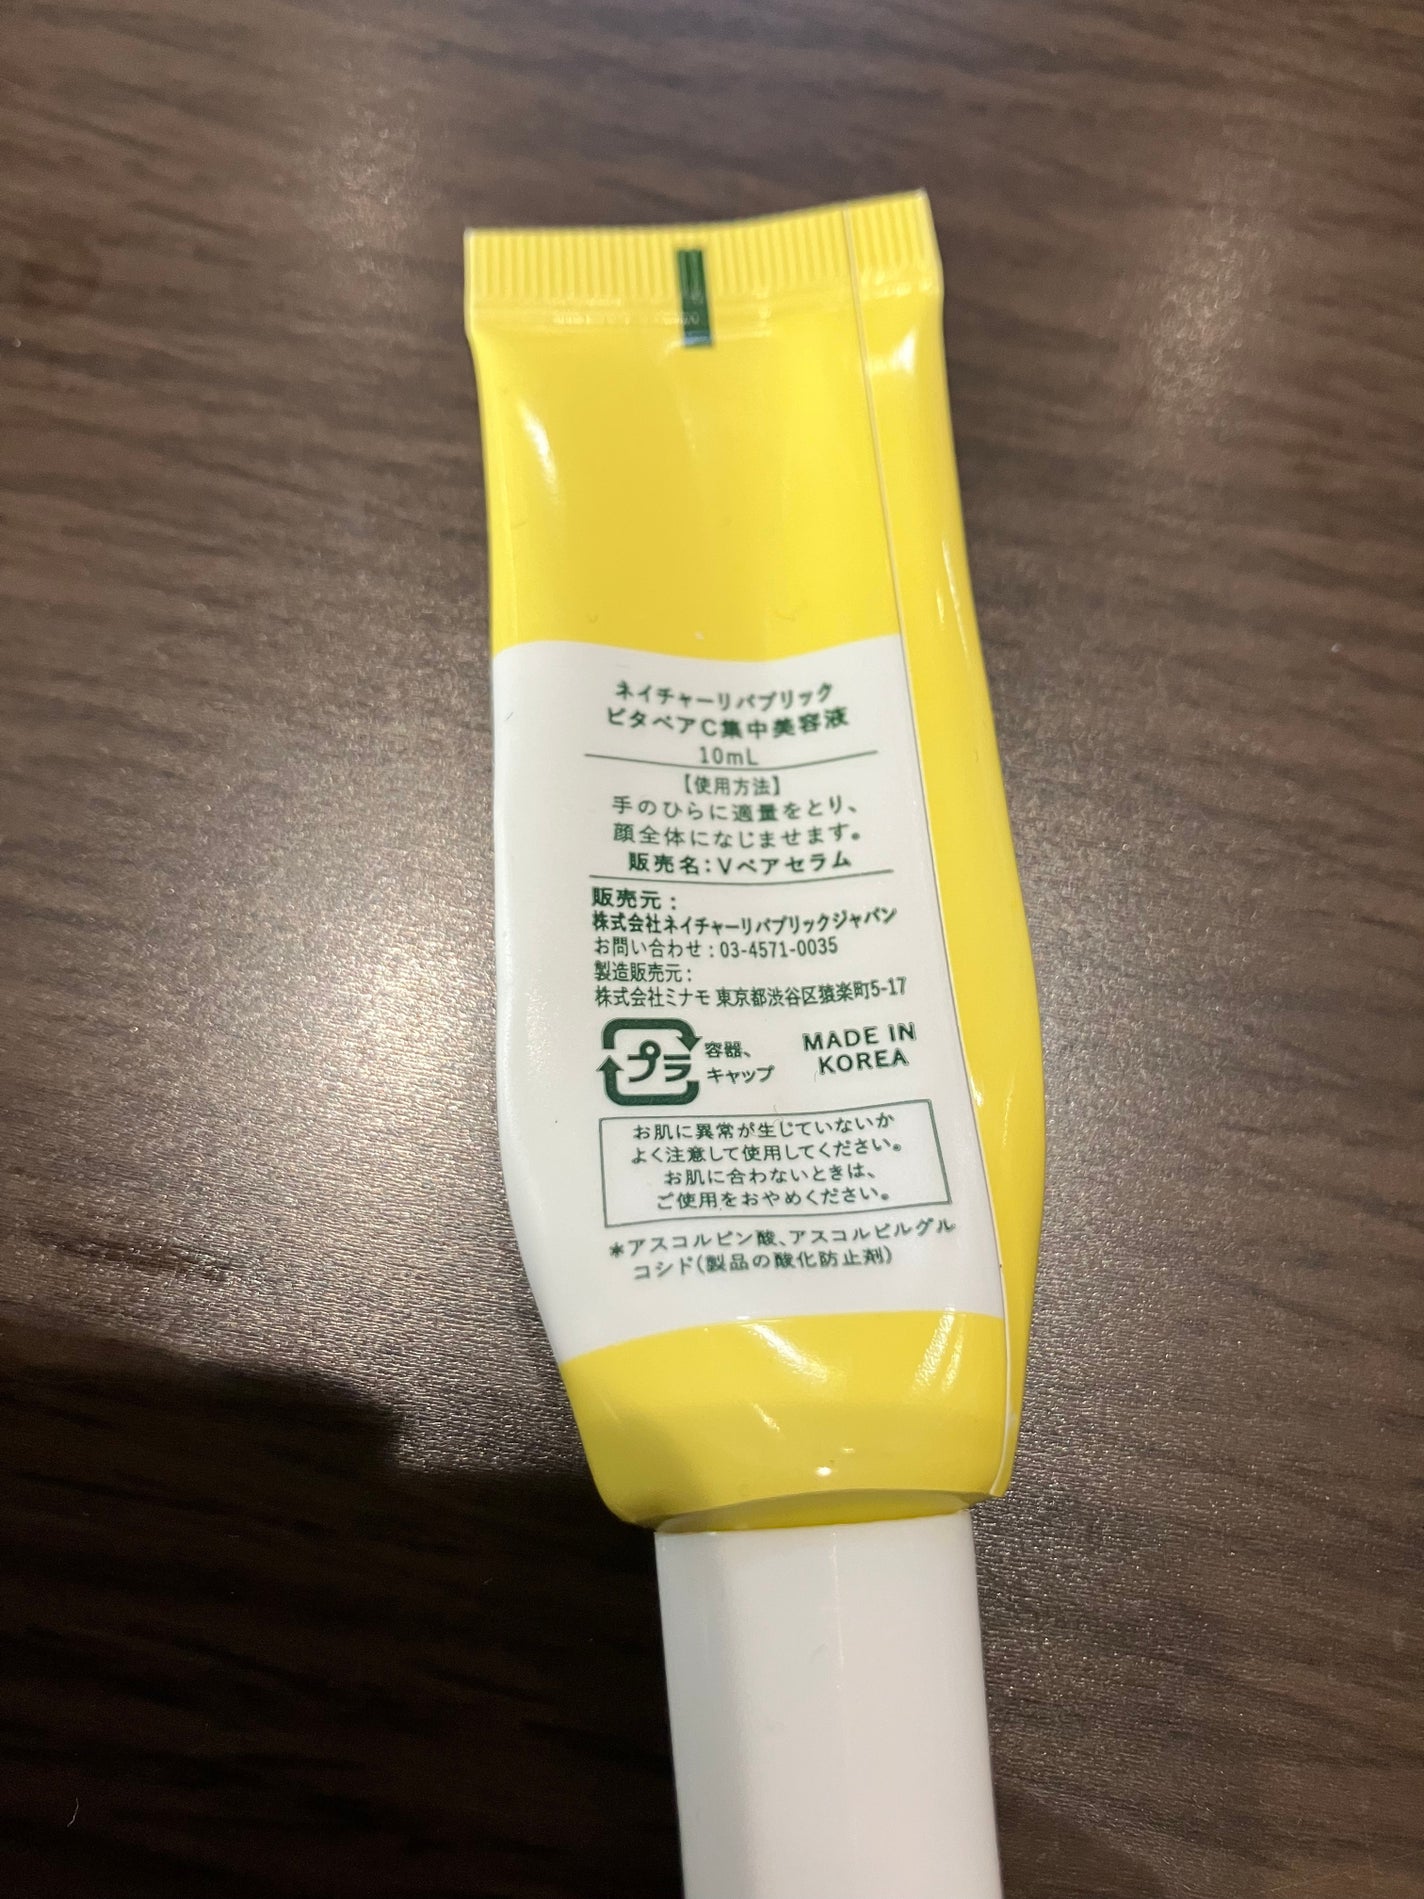 ネイチャーリパブリック
ビタペアC集中美容液
10mL
【使用方法】
手のひらに適量をとり、
顔全体になじませます。
販売名：Vペアセラム
販売元：
株式会社ネイチャーリパブリックジャパン
お問い合わせ：03-4571-0035
製造販売元：
株式会社ミナモ 東京都渋谷区猿楽町5-17
プラ
容器、
キャップ
MADE IN
KOREA
お肌に異常が生じていないか
よく注意して使用してください。
お肌に合わないときは、
ご使用をおやめください。
*アスコルビン酸、アスコルビルグル
コシド(製品の酸化防止剤)